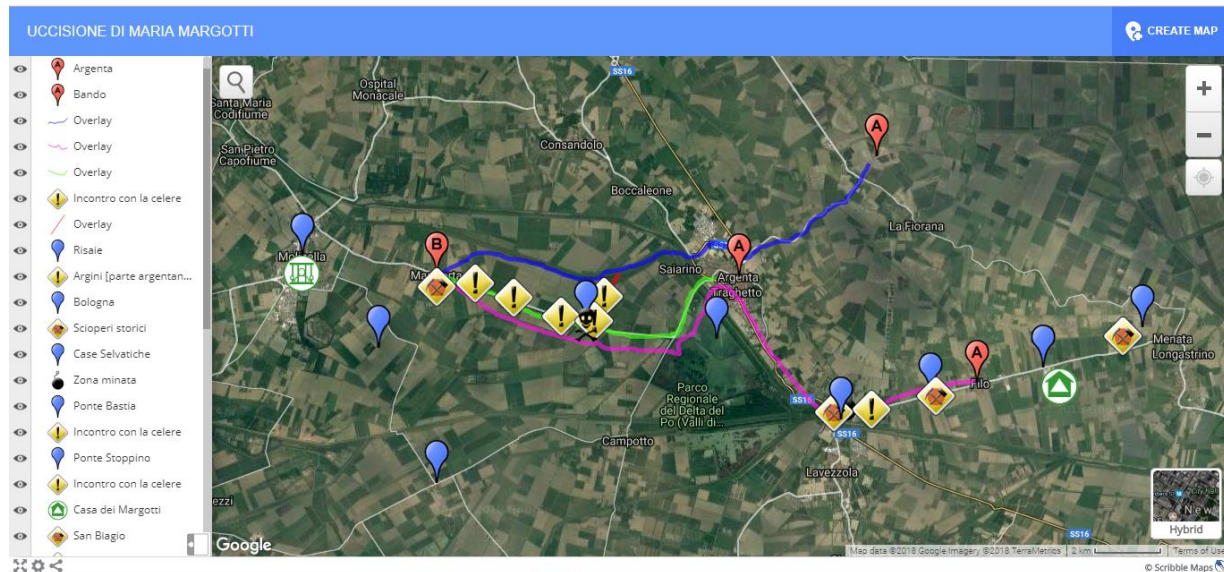 UCCISIONE DI MARIA MARGOTTI
CREATE MAP
Argenta
Bando
Overlay
Overlay
Overlay
Incontro con la celere
Overlay
Risaie
Argini [parte argentan...
Bologna
Scioperi storici
Case Selvatiche
Zona minata
Ponte Bastia
Incontro con la celere
Ponte Stoppino
Incontro con la celere
Casa dei Margotti
San Biagio
SS16
Ospital
Monacale
Santa Maria
Codifiume
San Pietro
Capofiume
Consandolo
Boccaleone
A
La Fiorana
B
A
Saiarino
Argenta
Traghetto
Menata
Longastrino
A
Filo
Parco
Regionale
del Delta del
Po (Valli di...
SS16
SS16
Campotto
Lavezzola
SS16
Hybrid
Google
Map data ©2018 Google Imagery ©2018 TerraMetrics
2 km
Terms of Use
© Scribble Maps